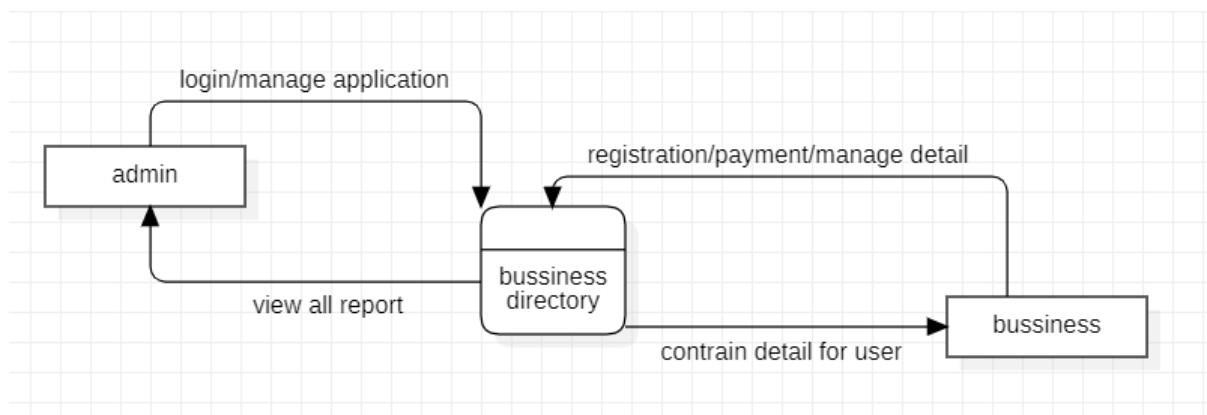 login/manage application
registration/payment/manage detail
admin
bussiness
directory
view all report
bussiness
contrain detail for user